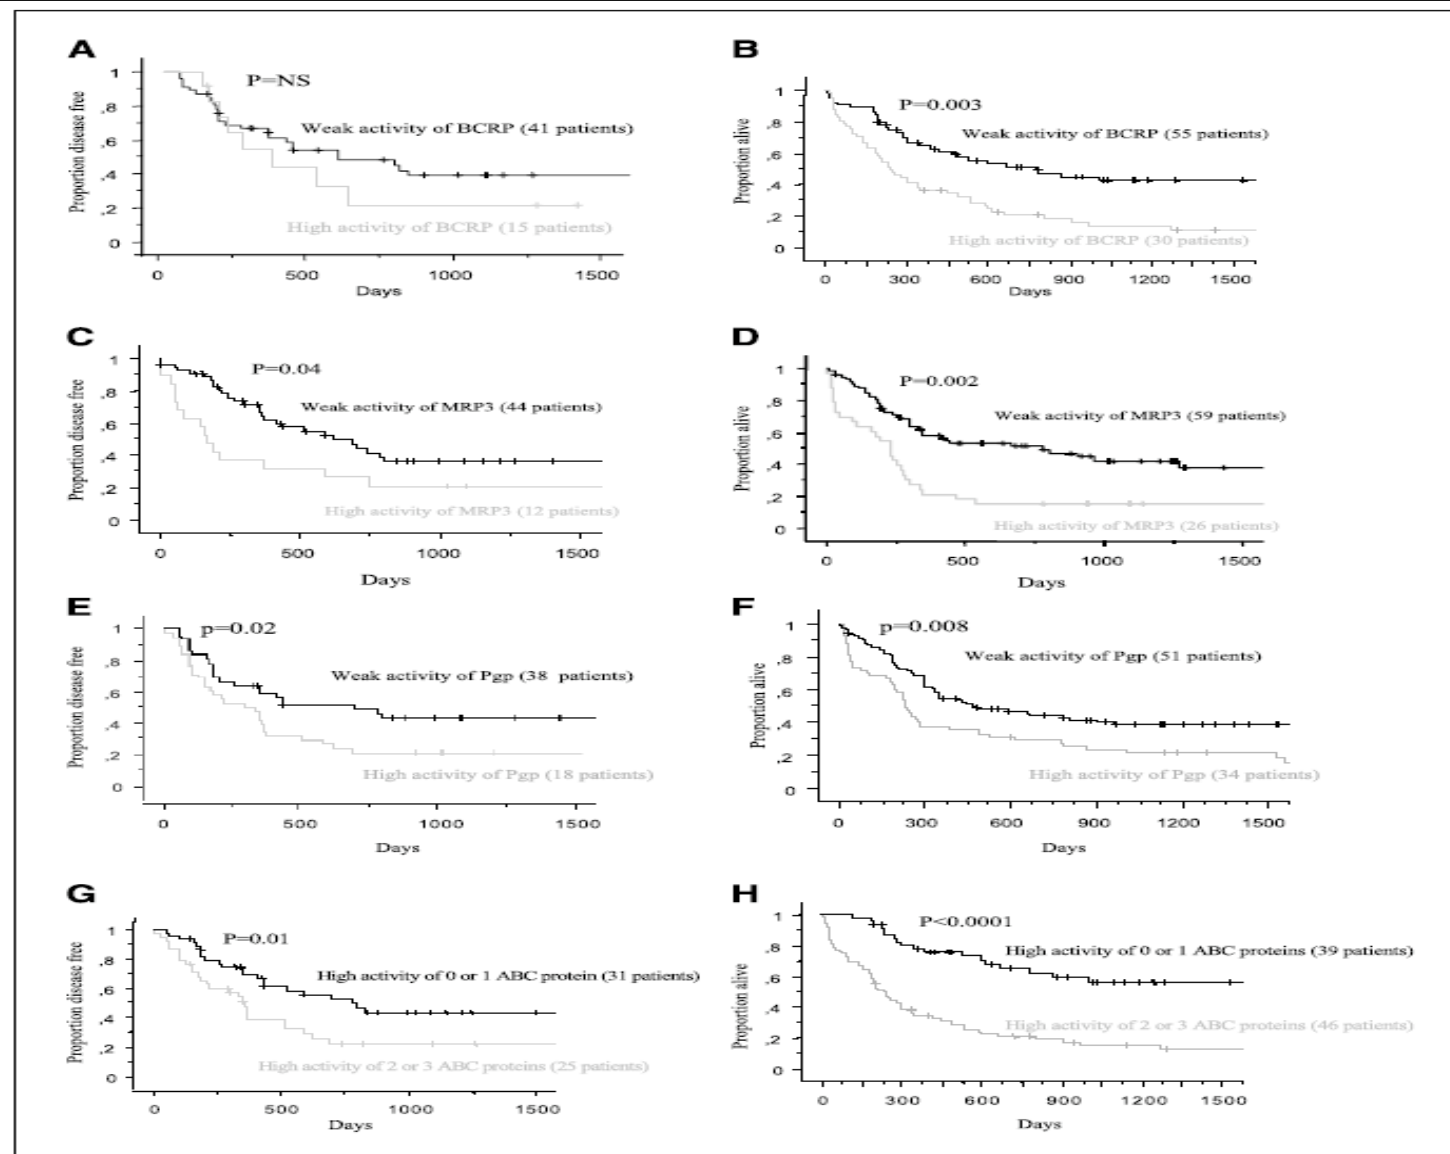 A
P=NS
Weak activity of BCRP (41 patients)
High activity of BCRP (15 patients)
Proportion disease free
1
,8
,6
,4
,2
0
0 500 1000 1500
Days
B
P=0.003
Weak activity of BCRP (55 patients)
High activity of BCRP (30 patients)
Proportion alive
1
,8
,6
,4
,2
0
0 300 600 900 1200 1500
Days
C
P=0.04
Weak activity of MRP3 (44 patients)
High activity of MRP3 (12 patients)
Proportion disease free
1
,8
,6
,4
,2
0
0 500 1000 1500
Days
D
P=0.002
Weak activity of MRP3 (59 patients)
High activity of MRP3 (26 patients)
Proportion alive
1
,8
,6
,4
,2
0
0 500 1000 1500
Days
E
p=0.02
Weak activity of Pgp (38 patients)
High activity of Pgp (18 patients)
Proportion disease free
1
,8
,6
,4
,2
0
0 500 1000 1500
Days
F
p=0.008
Weak activity of Pgp (51 patients)
High activity of Pgp (34 patients)
Proportion alive
1
,8
,6
,4
,2
0
0 300 600 900 1200 1500
Days
G
P=0.01
High activity of 0 or 1 ABC protein (31 patients)
High activity of 2 or 3 ABC proteins (25 patients)
Proportion disease free
1
,8
,6
,4
,2
0
0 500 1000 1500
Days
H
P<0.0001
High activity of 0 or 1 ABC proteins (39 patients)
High activity of 2 or 3 ABC proteins (46 patients)
Proportion alive
1
,8
,6
,4
,2
0
0 300 600 900 1200 1500
Days